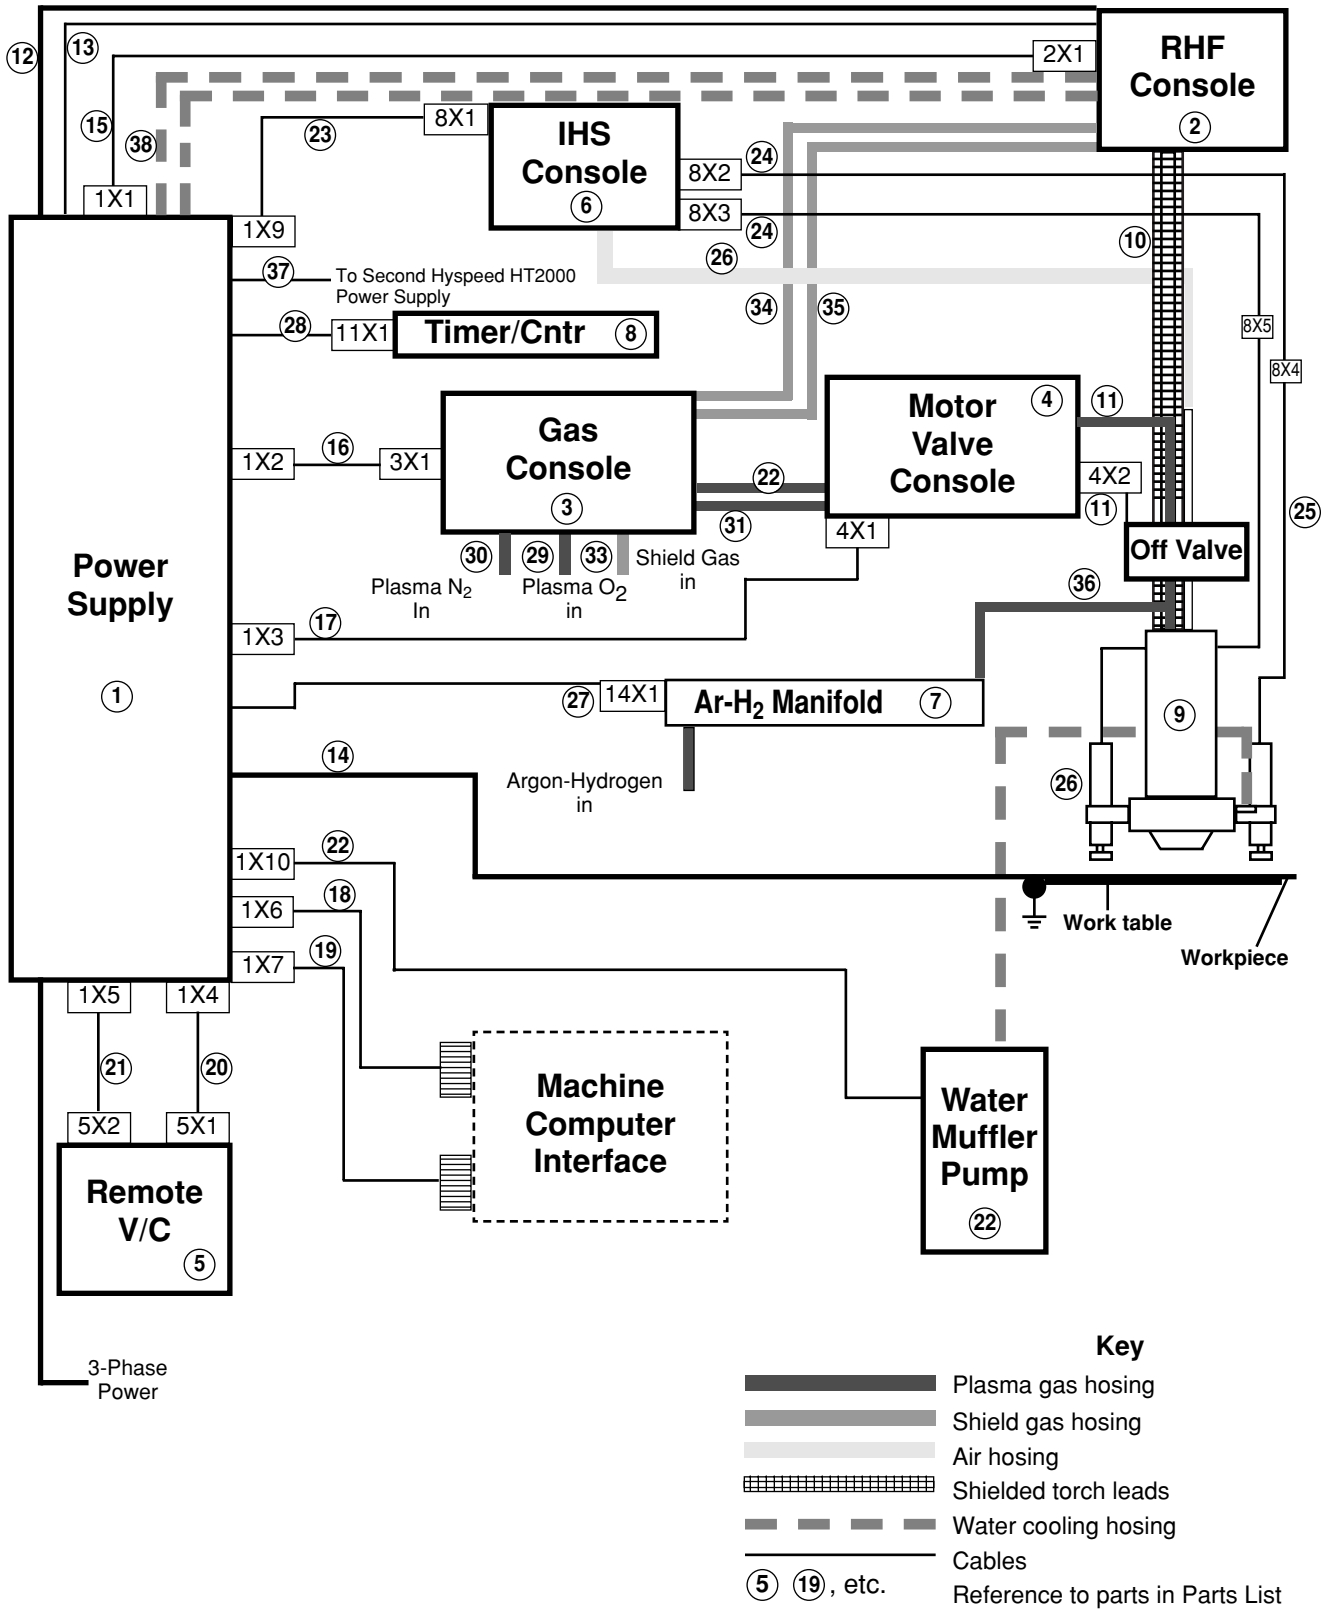 12
13
2X1
RHF
Console
2
15
38
23
8X1
IHS
Console
6
24
8X2
8X3
24
1X1
1X9
10
26
37
To Second Hyspeed HT2000
Power Supply
34
35
28
11X1
Timer/Cntr
8
8X5
8X4
Gas
Console
3
Motor
Valve
Console
4
11
1X2
16
3X1
22
31
4X2
11
4X1
25
30
29
33
Shield Gas
in
Plasma N2
In
Plasma O2
in
Off Valve
Power
Supply
1
36
1X3
17
27
14X1
Ar-H2 Manifold
7
9
14
Argon-Hydrogen
in
26
1X10
22
1X6
18
1X7
19
Work table
Workpiece
1X5
1X4
21
20
5X2
5X1
Remote
V/C
5
Machine
Computer
Interface
Water
Muffler
Pump
22
3-Phase
Power
Key
Plasma gas hosing
Shield gas hosing
Air hosing
Shielded torch leads
Water cooling hosing
Cables
5 19 , etc.
Reference to parts in Parts List